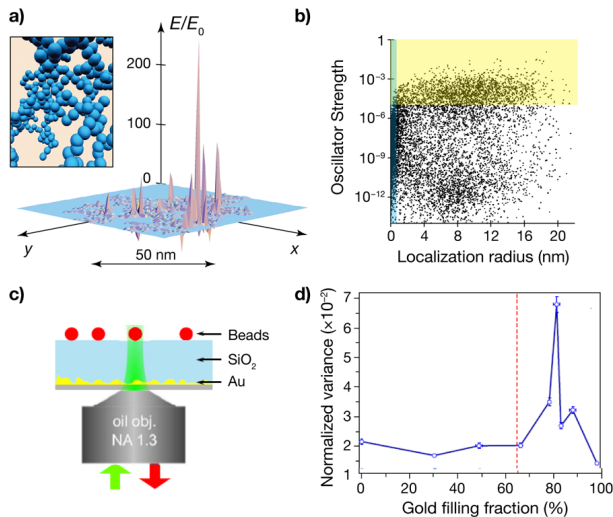 a)
E/E0
200
100
0
y
x
50 nm
b)
Oscillator Strength
1
10⁻³
10⁻⁶
10⁻⁹
10⁻¹²
0 4 8 12 16 20
Localization radius (nm)
c)
Beads
SiO2
Au
oil obj.
NA 1.3
d)
Normalized variance (×10⁻²)
7
6
5
4
3
2
1
0 20 40 60 80 100
Gold filling fraction (%)